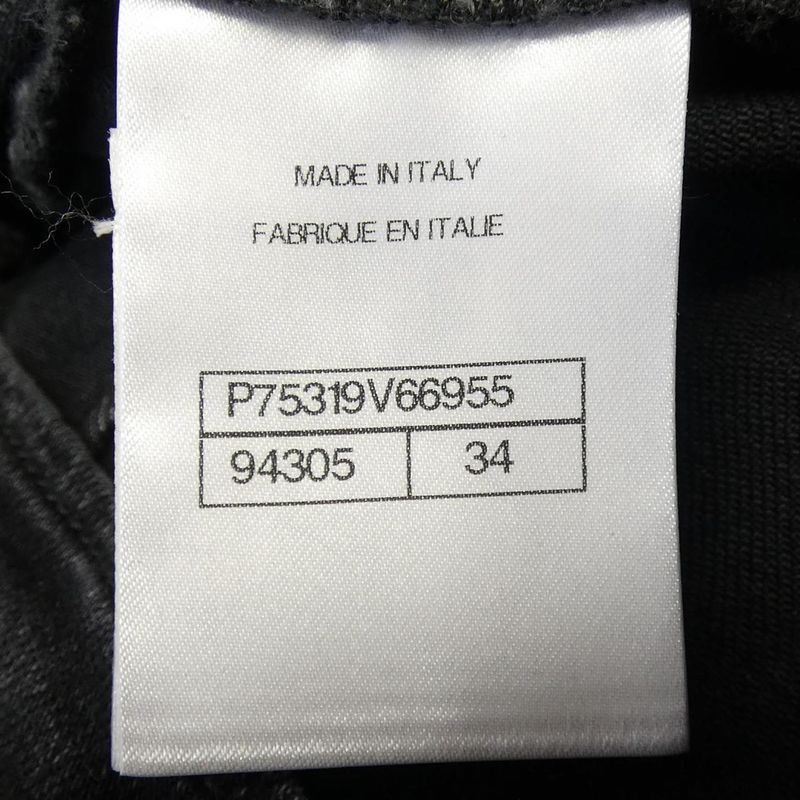 MADE IN ITALY
FABRIQUE EN ITALIE
P75319V66955
94305 34